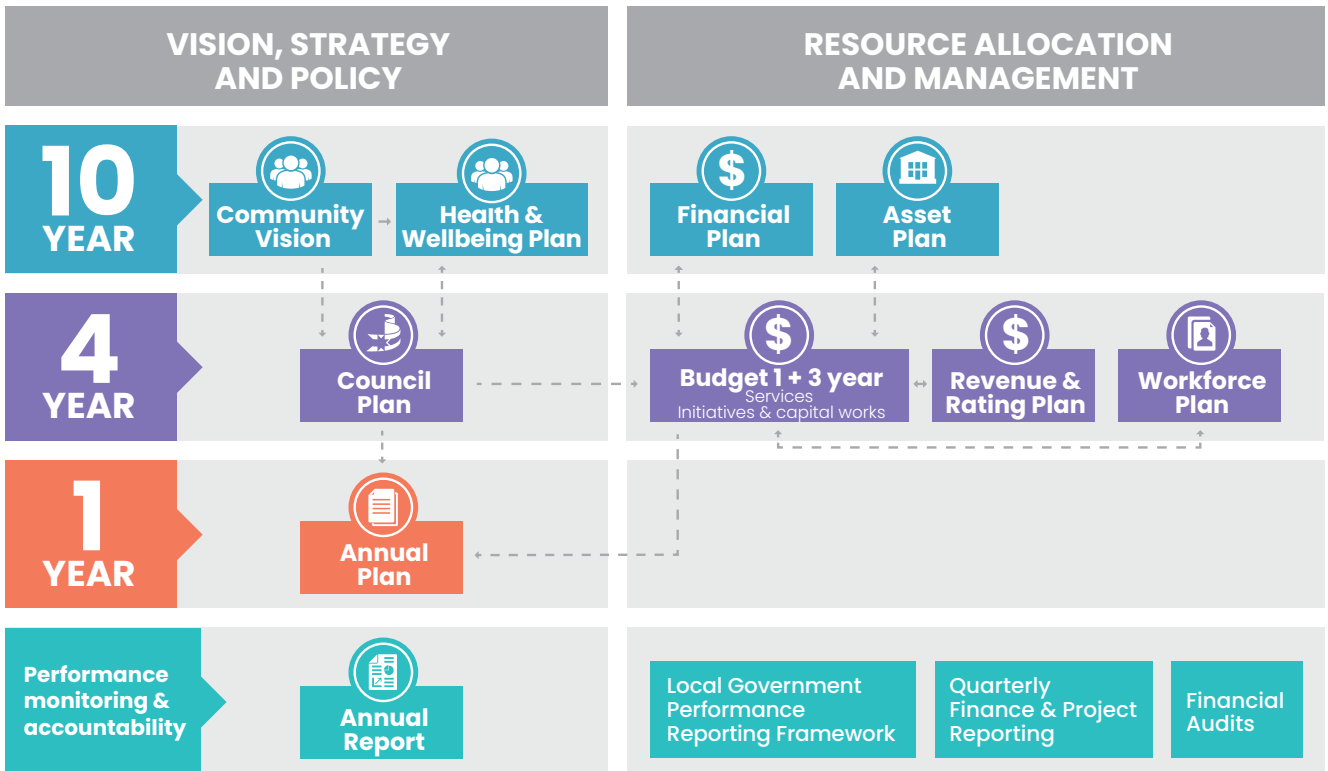 VISION, STRATEGY
AND POLICY
RESOURCE ALLOCATION
AND MANAGEMENT
10
YEAR
Community
Vision
Health &
Wellbeing Plan
$
Financial
Plan
Asset
Plan
4
YEAR
Council
Plan
$
Budget 1 + 3 year
Services
Initiatives & capital works
$
Revenue &
Rating Plan
Workforce
Plan
1
YEAR
Annual
Plan
Performance
monitoring &
accountability
Annual
Report
Local Government
Performance
Reporting Framework
Quarterly
Finance & Project
Reporting
Financial
Audits